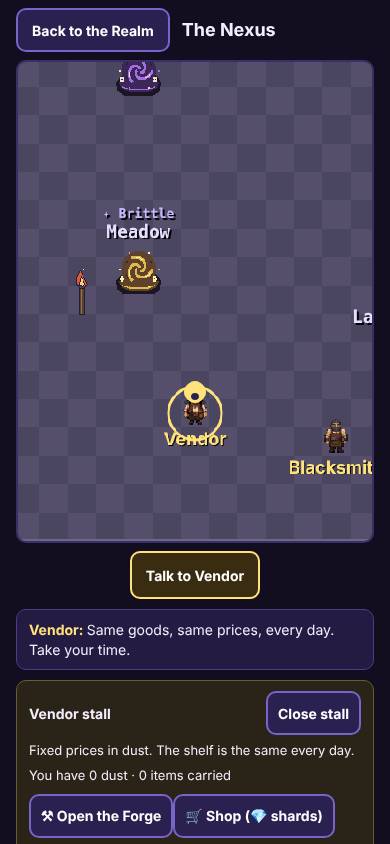 Back to the Realm
The Nexus
✦ Brittle
Meadow
La
Vendor
Blacksmit
Talk to Vendor
Vendor: Same goods, same prices, every day.
Take your time.
Vendor stall
Close stall
Fixed prices in dust. The shelf is the same every day.
You have 0 dust · 0 items carried
⚒ Open the Forge
🛒 Shop (💎 shards)